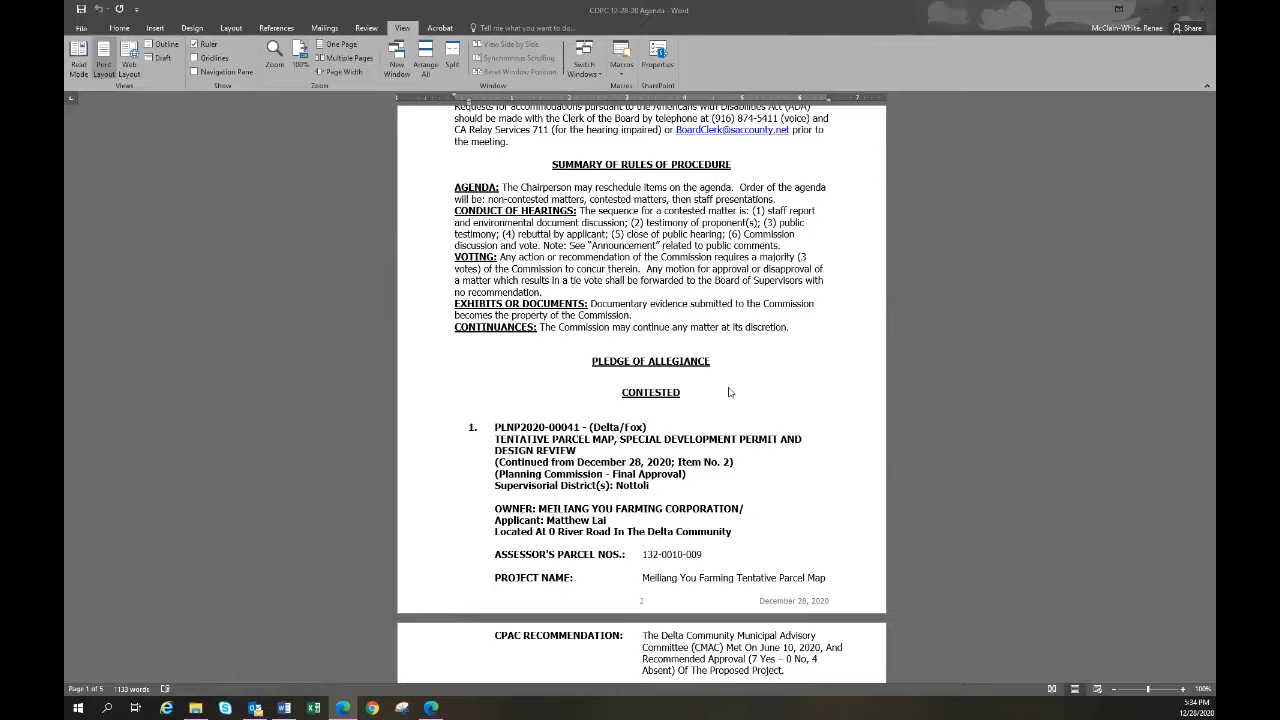 COPC 12-28-20 Agenda - Word
File Home Insert Design Layout References Mailings Review View Acrobat Tell me what you want to do... McClain-White, Renae Share
Read Mode
Print Layout
Web Layout
Outline
Draft
Views
Ruler
Gridlines
Navigation Pane
Show
Zoom
100%
One Page
Multiple Pages
Page Width
Zoom
New Window
Arrange All
Split
View Side by Side
Synchronous Scrolling
Reset Window Position
Window
Switch Windows
Macros
Macros
Properties
SharePoint
1 1 2 3 4 5 6 7
Requests for accommodations pursuant to the Americans with Disabilities Act (ADA)
should be made with the Clerk of the Board by telephone at (916) 874-5411 (voice) and
CA Relay Services 711 (for the hearing impaired) or BoardClerk@saccounty.net prior to
the meeting.
SUMMARY OF RULES OF PROCEDURE
AGENDA: The Chairperson may reschedule items on the agenda. Order of the agenda
will be: non-contested matters, contested matters, then staff presentations.
CONDUCT OF HEARINGS: The sequence for a contested matter is: (1) staff report
and environmental document discussion; (2) testimony of proponent(s); (3) public
testimony; (4) rebuttal by applicant; (5) close of public hearing; (6) Commission
discussion and vote. Note: See "Announcement" related to public comments.
VOTING: Any action or recommendation of the Commission requires a majority (3
votes) of the Commission to concur therein. Any motion for approval or disapproval of
a matter which results in a tie vote shall be forwarded to the Board of Supervisors with
no recommendation.
EXHIBITS OR DOCUMENTS: Documentary evidence submitted to the Commission
becomes the property of the Commission.
CONTINUANCES: The Commission may continue any matter at its discretion.
PLEDGE OF ALLEGIANCE
CONTESTED
1. PLNP2020-00041 - (Delta/Fox)
TENTATIVE PARCEL MAP, SPECIAL DEVELOPMENT PERMIT AND
DESIGN REVIEW
(Continued from December 28, 2020; Item No. 2)
(Planning Commission - Final Approval)
Supervisorial District(s): Nottoli
OWNER: MEILIANG YOU FARMING CORPORATION/
Applicant: Matthew Lai
Located At 0 River Road In The Delta Community
ASSESSOR'S PARCEL NOS.: 132-0010-009
PROJECT NAME: Meiliang You Farming Tentative Parcel Map
2 December 28, 2020
CPAC RECOMMENDATION: The Delta Community Municipal Advisory
Committee (CMAC) Met On June 10, 2020, And
Recommended Approval (7 Yes – 0 No, 4
Absent) Of The Proposed Project.
Page 1 of 5 1133 words 100%
5:34 PM
12/28/2020